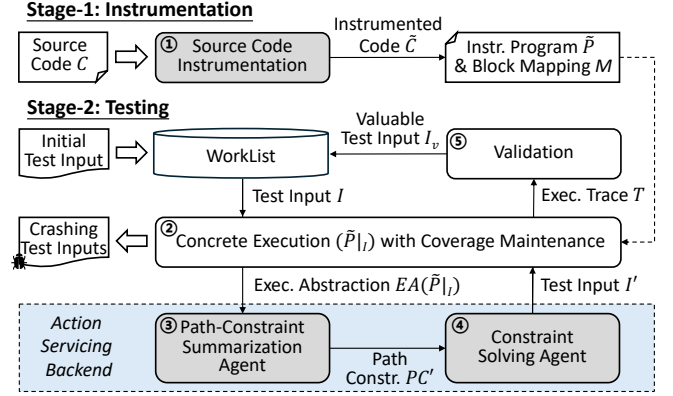 Stage-1: Instrumentation
Source
Code C
① Source Code
Instrumentation
Instrumented
Code C̃
Instr. Program P̃
& Block Mapping M
Stage-2: Testing
Initial
Test Input
WorkList
Valuable
Test Input Iᵥ
⑤
Validation
Test Input I
Exec. Trace T
Crashing
Test Inputs
②
Concrete Execution (P̃|_I) with Coverage Maintenance
Exec. Abstraction EA(P̃|_I)
Test Input I′
Action
Servicing
Backend
③ Path-Constraint
Summarization
Agent
Path
Constr. PC′
④
Constraint
Solving Agent